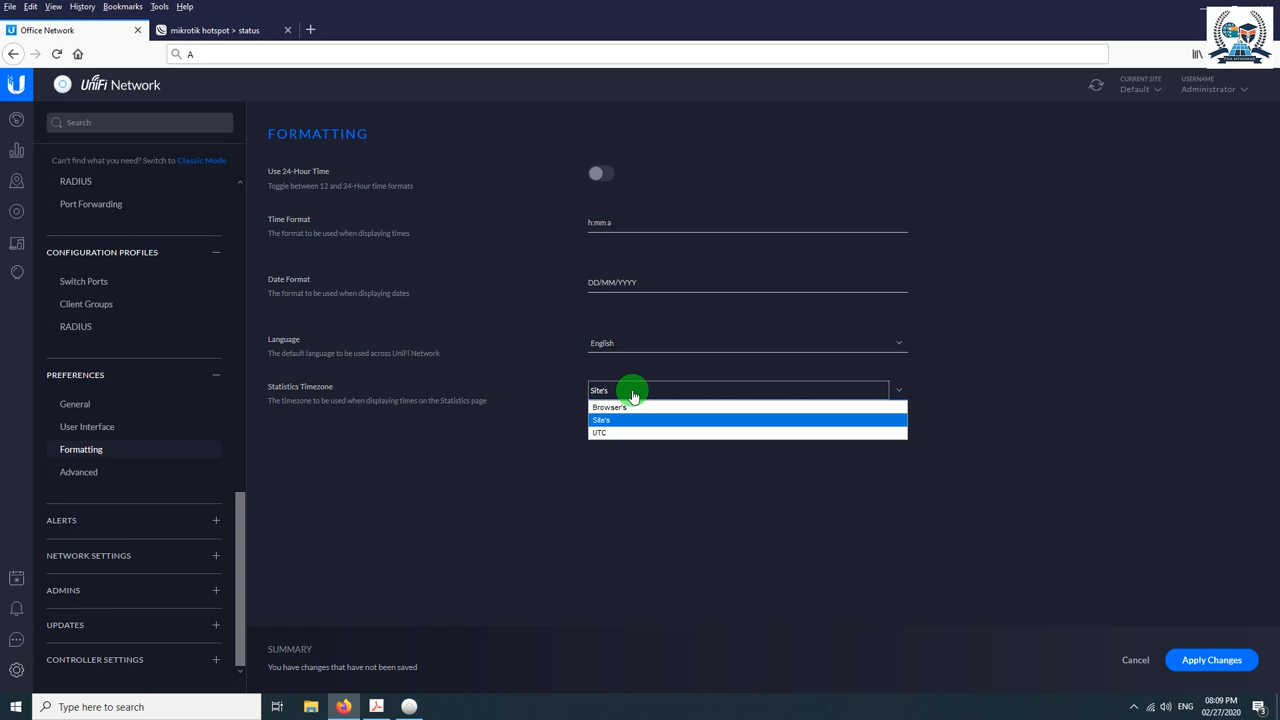 File Edit View History Bookmarks Tools
Office Network
mikrotik hotspot > status
A
UniFi Network
CURRENT SITE
Default
USERNAME
Administrator
Search
Can't find what you need? Switch to Classic Mode
RADIUS
Port Forwarding
CONFIGURATION PROFILES
Switch Ports
Client Groups
RADIUS
PREFERENCES
General
User Interface
Formatting
Advanced
ALERTS
NETWORK SETTINGS
ADMINS
UPDATES
CONTROLLER SETTINGS
FORMATTING
Use 24-Hour Time
Toggle between 12 and 24-Hour time formats
Time Format
The format to be used when displaying times
h:mm a
Date Format
The format to be used when displaying dates
DD/MM/YYYY
Language
The default language to be used across UniFi Network
English
Statistics Timezone
The timezone to be used when displaying times on the Statistics page
Site's
Browser's
Site's
UTC
SUMMARY
You have changes that have not been saved
Cancel
Apply Changes
Type here to search
ENG
08:09 PM
02/27/2020
3